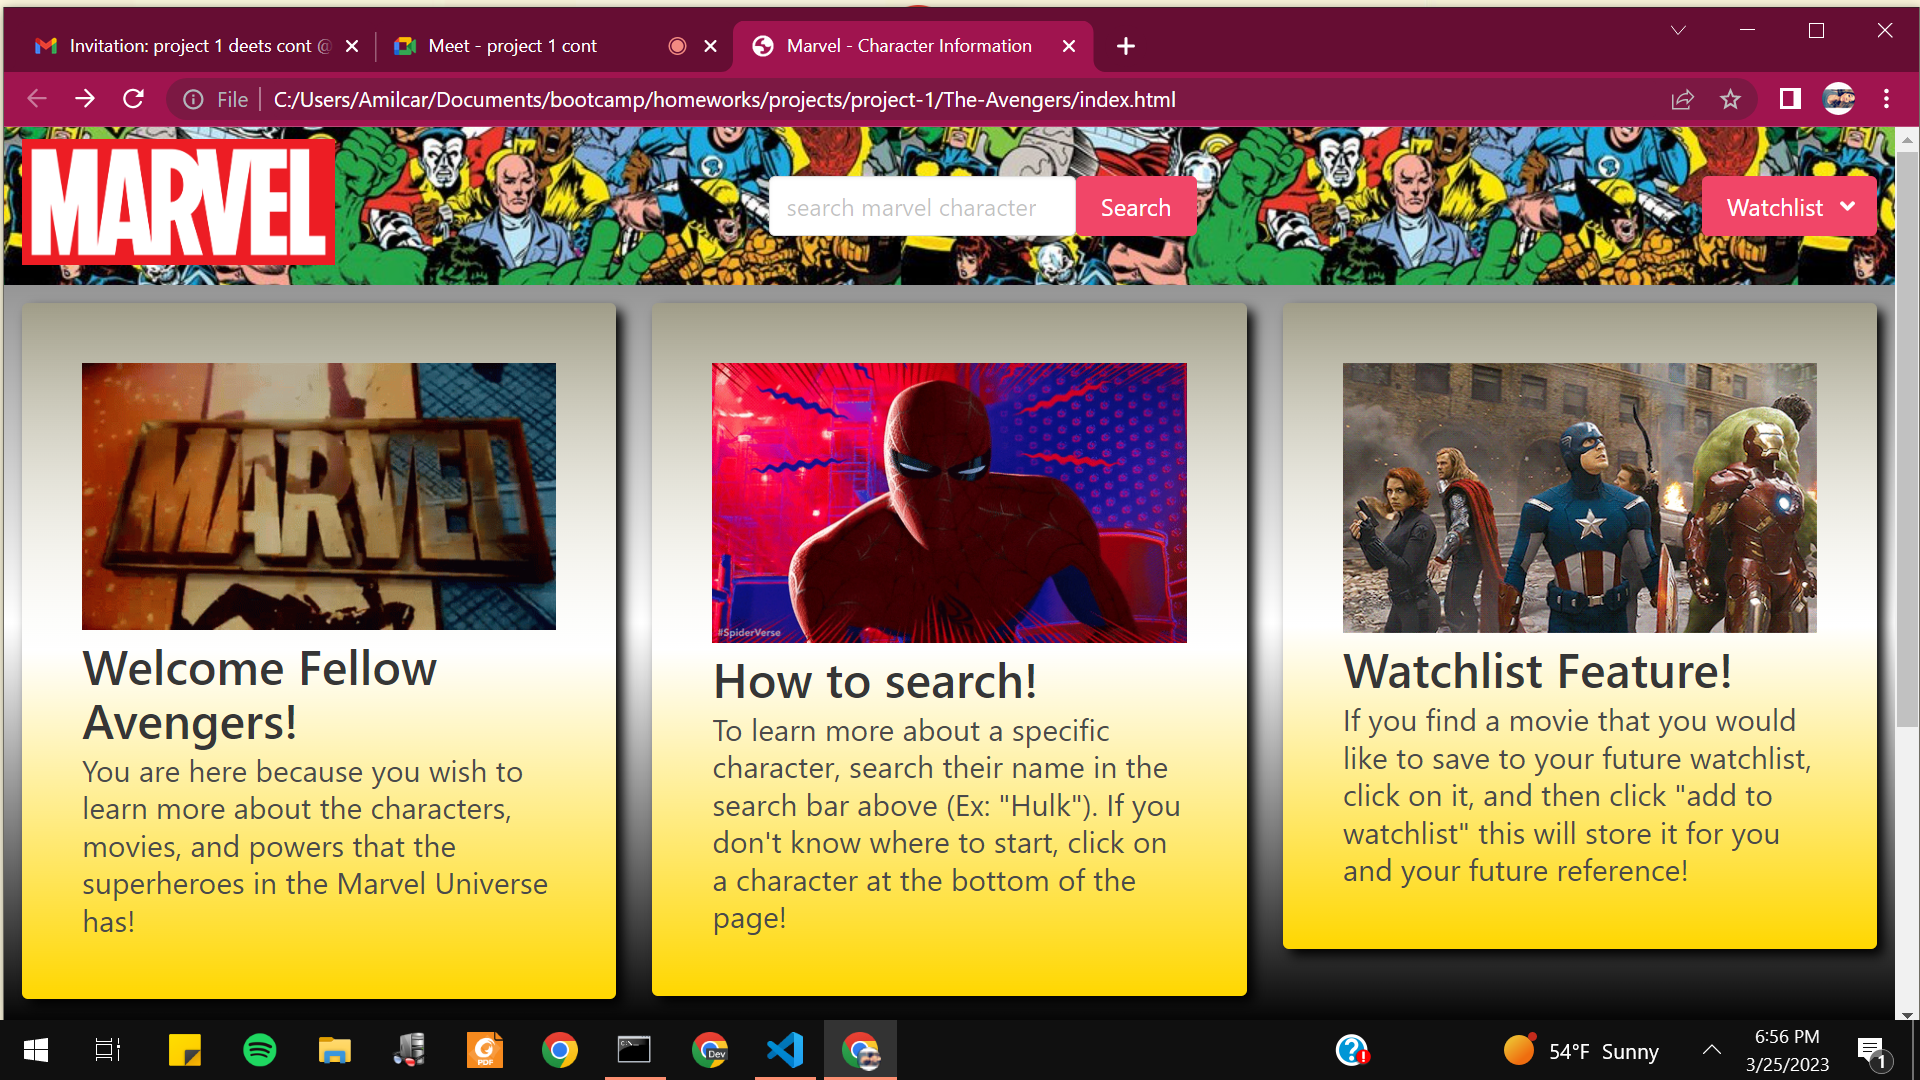 Invitation: project 1 deets cont @
Meet - project 1 cont
Marvel - Character Information
File
C:/Users/Amilcar/Documents/bootcamp/homeworks/projects/project-1/The-Avengers/index.html
MARVEL
search marvel character
Search
Watchlist
MARVEL
Welcome Fellow
Avengers!
You are here because you wish to
learn more about the characters,
movies, and powers that the
superheroes in the Marvel Universe
has!
#SpiderVerse
How to search!
To learn more about a specific
character, search their name in the
search bar above (Ex: "Hulk"). If you
don't know where to start, click on
a character at the bottom of the
page!
Watchlist Feature!
If you find a movie that you would
like to save to your future watchlist,
click on it, and then click "add to
watchlist" this will store it for you
and your future reference!
PDF
Dev
54°F Sunny
6:56 PM
3/25/2023
1